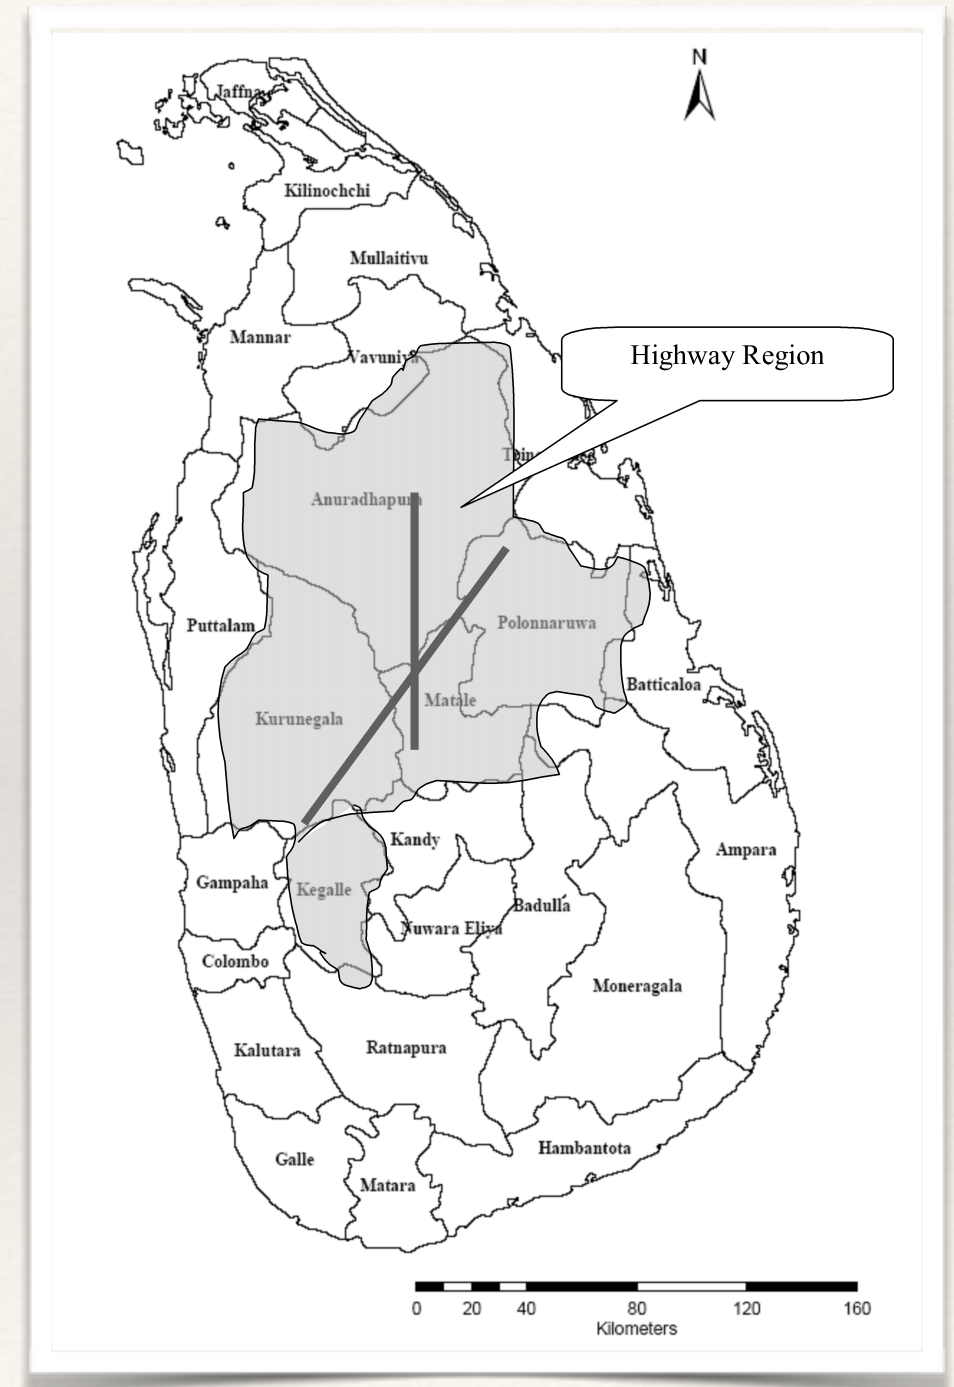 N
Jaffna
Kilinochchi
Mullaitivu
Mannar
Highway Region
Vavuniya
Anuradhapura
Polonnaruwa
Puttalam
Batticaloa
Matale
Kurunegala
Kandy
Ampara
Gampaha
Kegalle
Badulla
Nuwara Eliya
Colombo
Moneragala
Ratnapura
Kalutara
Hambantota
Galle
Matara
0 20 40 80 120 160
Kilometers